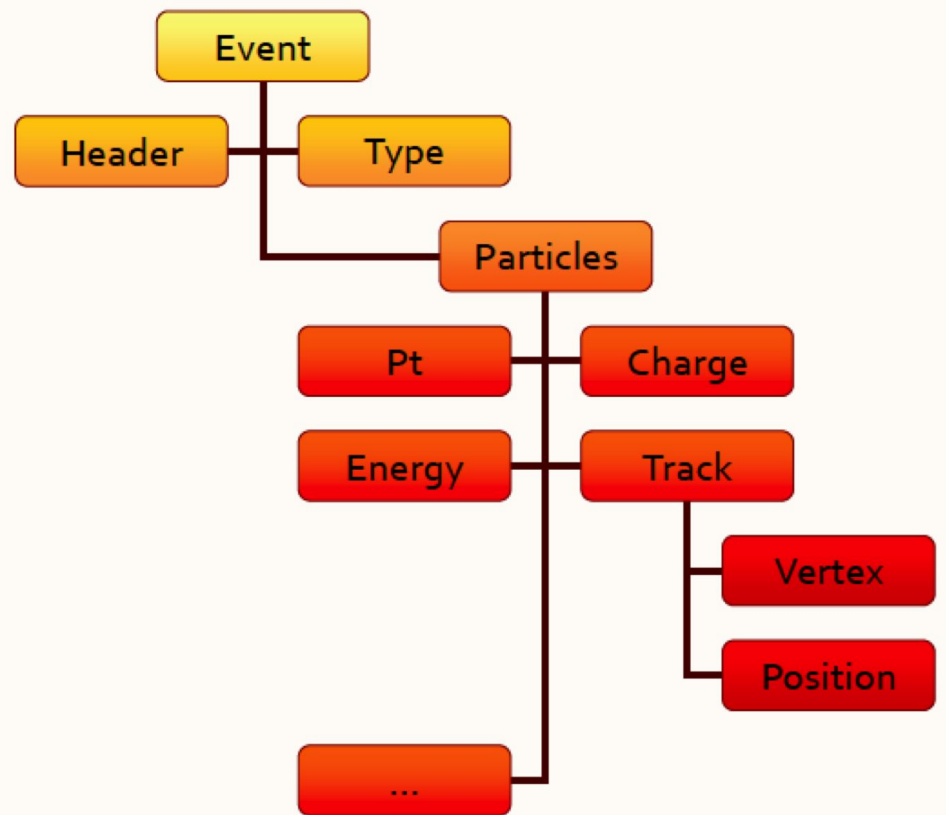 Event
Header
Type
Particles
Pt
Charge
Energy
Track
Vertex
Position
...